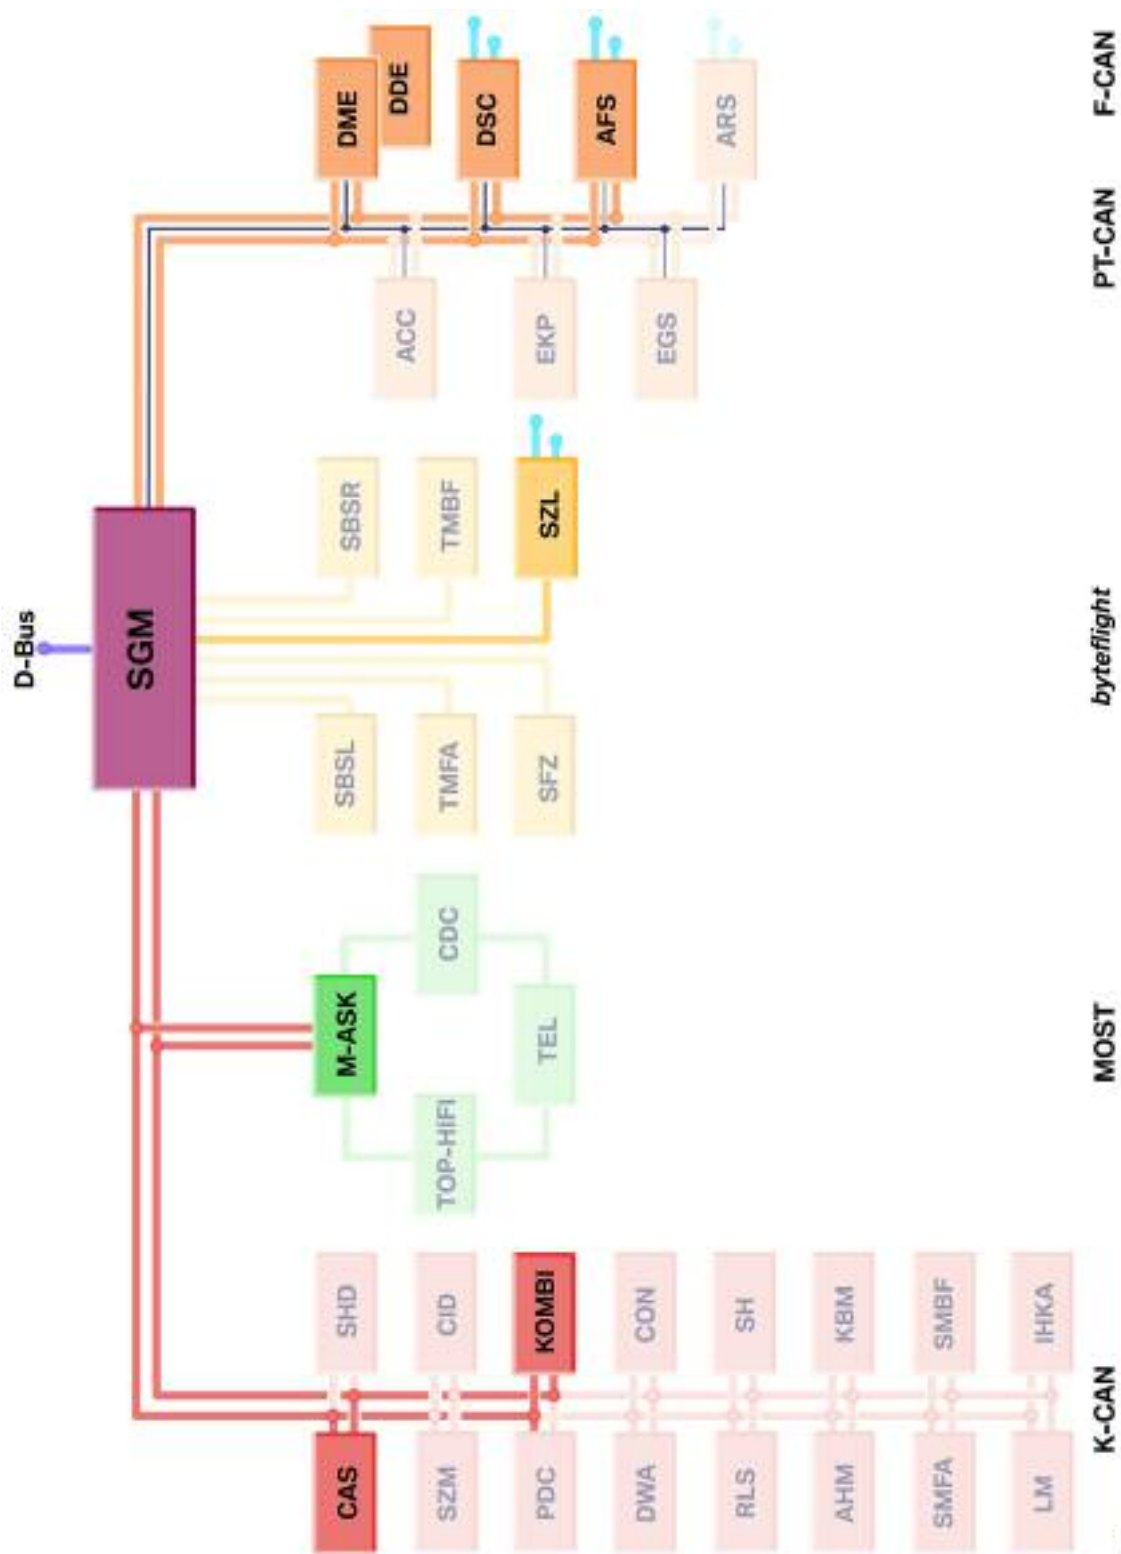 D-Bus
SGM
CAS
SHD
SZM
CID
PDC
KOMBI
DWA
CON
RLS
SH
AHM
KBM
SMFA
SMBF
LM
IHKA
M-ASK
TOP-HIFI
CDC
TEL
SBSL
SBSR
TMFA
TMBF
SFZ
SZL
DME
DDE
DSC
AFS
ARS
ACC
EKP
EGS
K-CAN
MOST
byteflight
PT-CAN
F-CAN